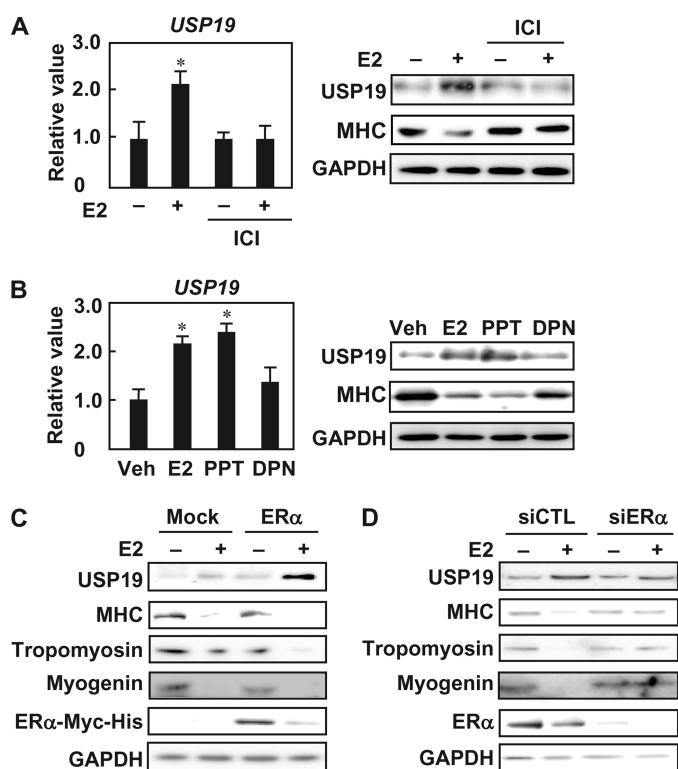 A
USP19
Relative value
3.0
2.0
1.0
0
*
E2 – + – +
ICI
ICI
E2 – + – +
USP19
MHC
GAPDH
B
USP19
Relative value
3.0
2.0
1.0
0
* *
Veh E2 PPT DPN
Veh E2 PPT DPN
USP19
MHC
GAPDH
C
Mock ERα
E2 – + – +
USP19
MHC
Tropomyosin
Myogenin
ERα-Myc-His
GAPDH
D
siCTL siERα
E2 – + – +
USP19
MHC
Tropomyosin
Myogenin
ERα
GAPDH